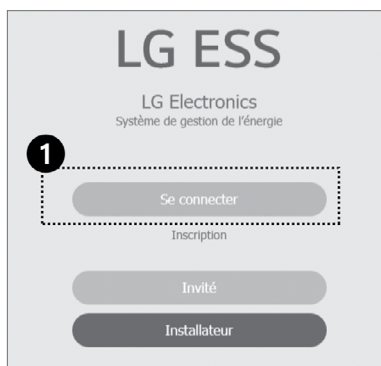 LG ESS
LG Electronics
Système de gestion de l'énergie
1
Se connecter
Inscription
Invité
Installateur